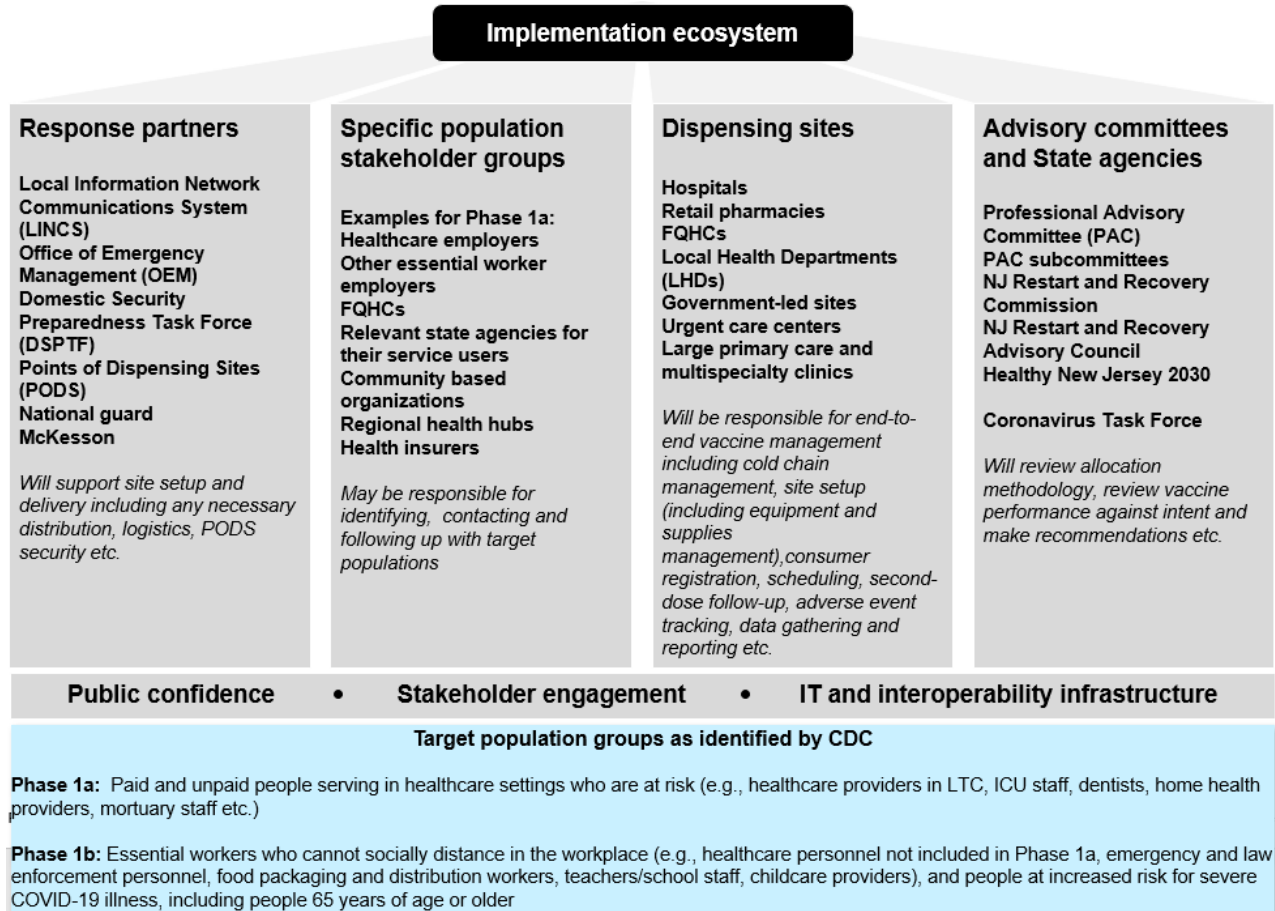 Implementation ecosystem
Response partners
Local Information Network
Communications System
(LINCS)
Office of Emergency
Management (OEM)
Domestic Security
Preparedness Task Force
(DSPTF)
Points of Dispensing Sites
(PODS)
National guard
McKesson
Will support site setup and
delivery including any necessary
distribution, logistics, PODS
security etc.
Specific population
stakeholder groups
Examples for Phase 1a:
Healthcare employers
Other essential worker
employers
FQHCs
Relevant state agencies for
their service users
Community based
organizations
Regional health hubs
Health insurers
May be responsible for
identifying, contacting and
following up with target
populations
Dispensing sites
Hospitals
Retail pharmacies
FQHCs
Local Health Departments
(LHDs)
Government-led sites
Urgent care centers
Large primary care and
multispecialty clinics
Will be responsible for end-to-
end vaccine management
including cold chain
management, site setup
(including equipment and
supplies
management),consumer
registration, scheduling, second-
dose follow-up, adverse event
tracking, data gathering and
reporting etc.
Advisory committees
and State agencies
Professional Advisory
Committee (PAC)
PAC subcommittees
NJ Restart and Recovery
Commission
NJ Restart and Recovery
Advisory Council
Healthy New Jersey 2030
Coronavirus Task Force
Will review allocation
methodology, review vaccine
performance against intent and
make recommendations etc.
Public confidence • Stakeholder engagement • IT and interoperability infrastructure
Target population groups as identified by CDC
Phase 1a: Paid and unpaid people serving in healthcare settings who are at risk (e.g., healthcare providers in LTC, ICU staff, dentists, home health
providers, mortuary staff etc.)
Phase 1b: Essential workers who cannot socially distance in the workplace (e.g., healthcare personnel not included in Phase 1a, emergency and law
enforcement personnel, food packaging and distribution workers, teachers/school staff, childcare providers), and people at increased risk for severe
COVID-19 illness, including people 65 years of age or older